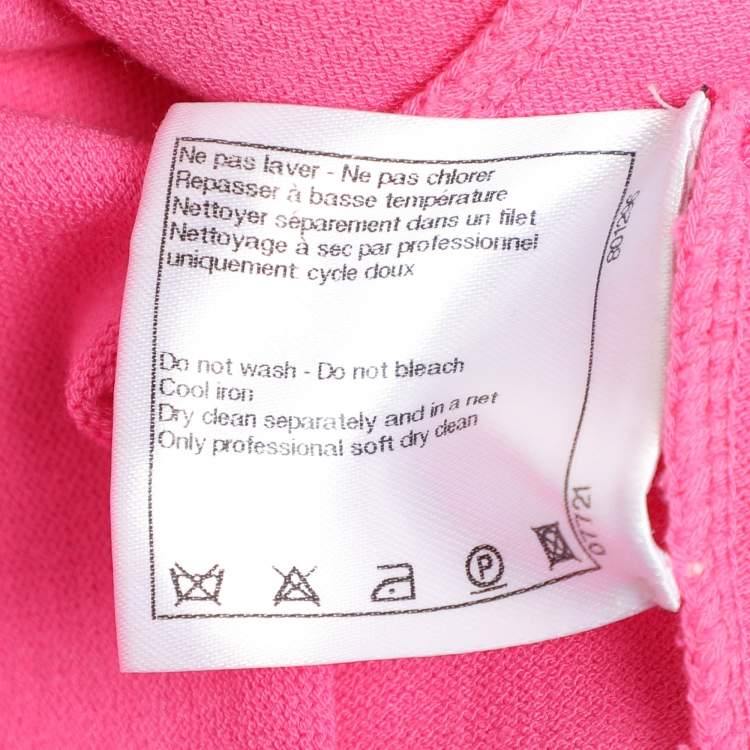 Ne pas laver - Ne pas chlorer
Repasser à basse température
Nettoyer séparement dans un filet
Nettoyage à sec par professionnel
uniquement cycle doux
801296
Do not wash - Do not bleach
Cool iron
Dry clean separately and in a net
Only professional soft dry clean
07721
P